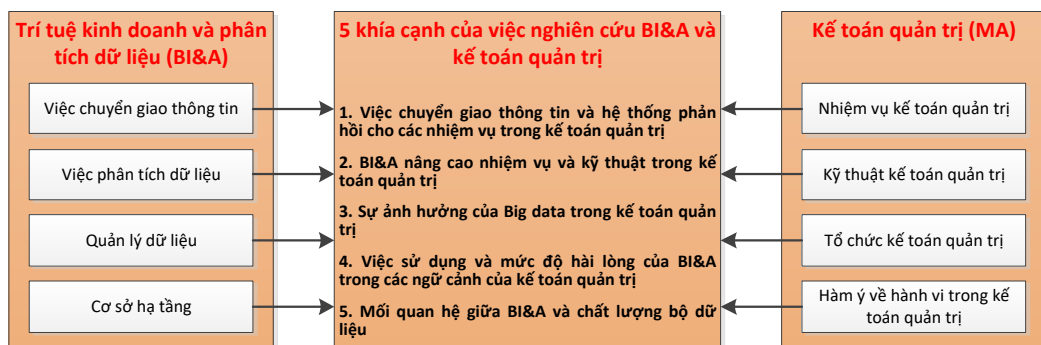 Trí tuệ kinh doanh và phân
tích dữ liệu (BI&A)
Việc chuyển giao thông tin
Việc phân tích dữ liệu
Quản lý dữ liệu
Cơ sở hạ tầng
5 khía cạnh của việc nghiên cứu BI&A và
kế toán quản trị
1. Việc chuyển giao thông tin và hệ thống phản
hồi cho các nhiệm vụ trong kế toán quản trị
2. BI&A nâng cao nhiệm vụ và kỹ thuật trong kế
toán quản trị
3. Sự ảnh hưởng của Big data trong kế toán quản
trị
4. Việc sử dụng và mức độ hài lòng của BI&A
trong các ngữ cảnh của kế toán quản trị
5. Mối quan hệ giữa BI&A và chất lượng bộ dữ
liệu
Kế toán quản trị (MA)
Nhiệm vụ kế toán quản trị
Kỹ thuật kế toán quản trị
Tổ chức kế toán quản trị
Hàm ý về hành vi trong kế
toán quản trị